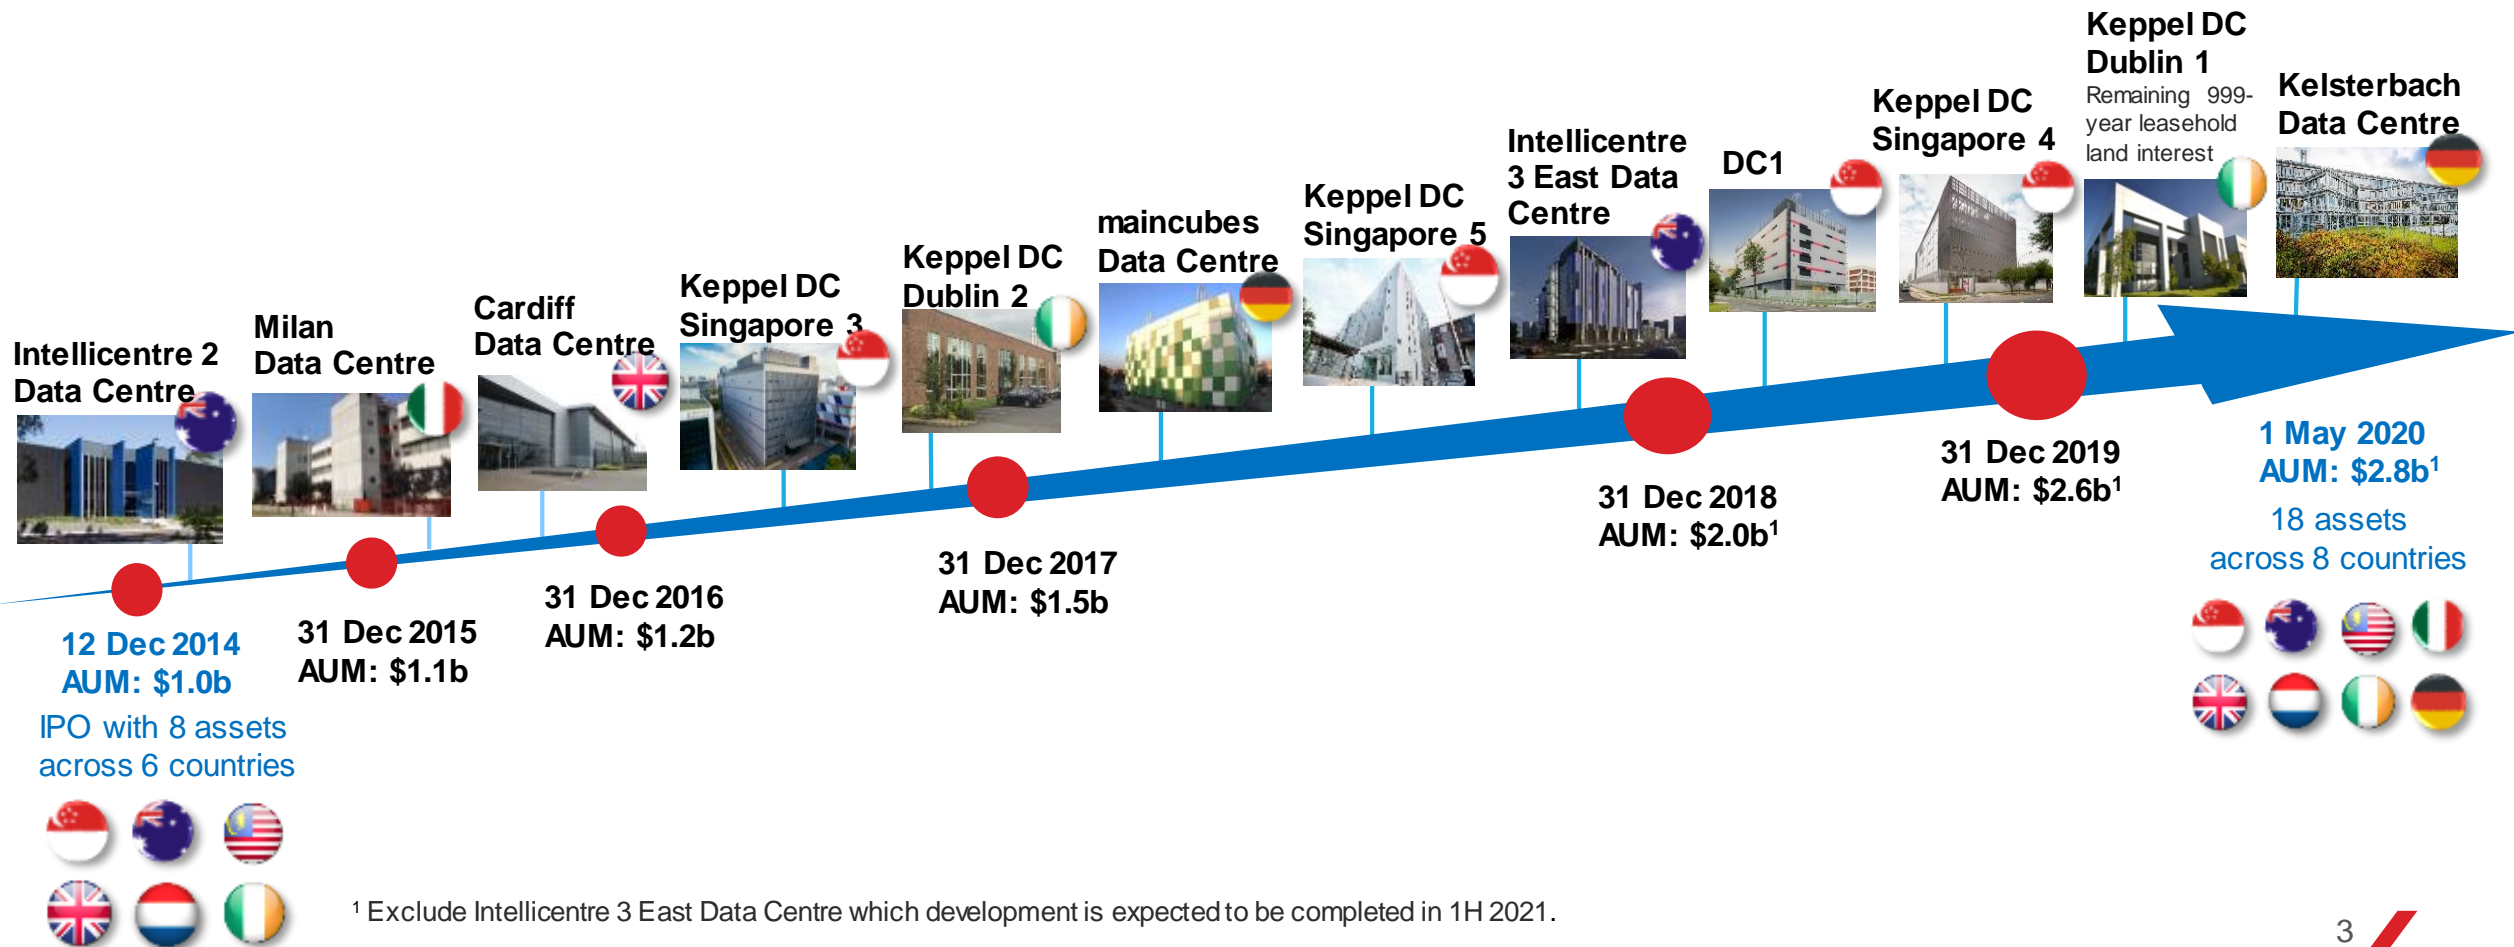 Intellicentre 2
Data Centre
Milan
Data Centre
Cardiff
Data Centre
Keppel DC
Singapore 3
Keppel DC
Dublin 2
maincubes
Data Centre
Keppel DC
Singapore 5
Intellicentre
3 East Data
Centre
DC1
Keppel DC
Singapore 4
Keppel DC
Dublin 1
Remaining 999-
year leasehold
land interest
Kelsterbach
Data Centre
12 Dec 2014
AUM: $1.0b
IPO with 8 assets
across 6 countries
31 Dec 2015
AUM: $1.1b
31 Dec 2016
AUM: $1.2b
31 Dec 2017
AUM: $1.5b
31 Dec 2018
AUM: $2.0b¹
31 Dec 2019
AUM: $2.6b¹
1 May 2020
AUM: $2.8b¹
18 assets
across 8 countries
¹ Exclude Intellicentre 3 East Data Centre which development is expected to be completed in 1H 2021.
3